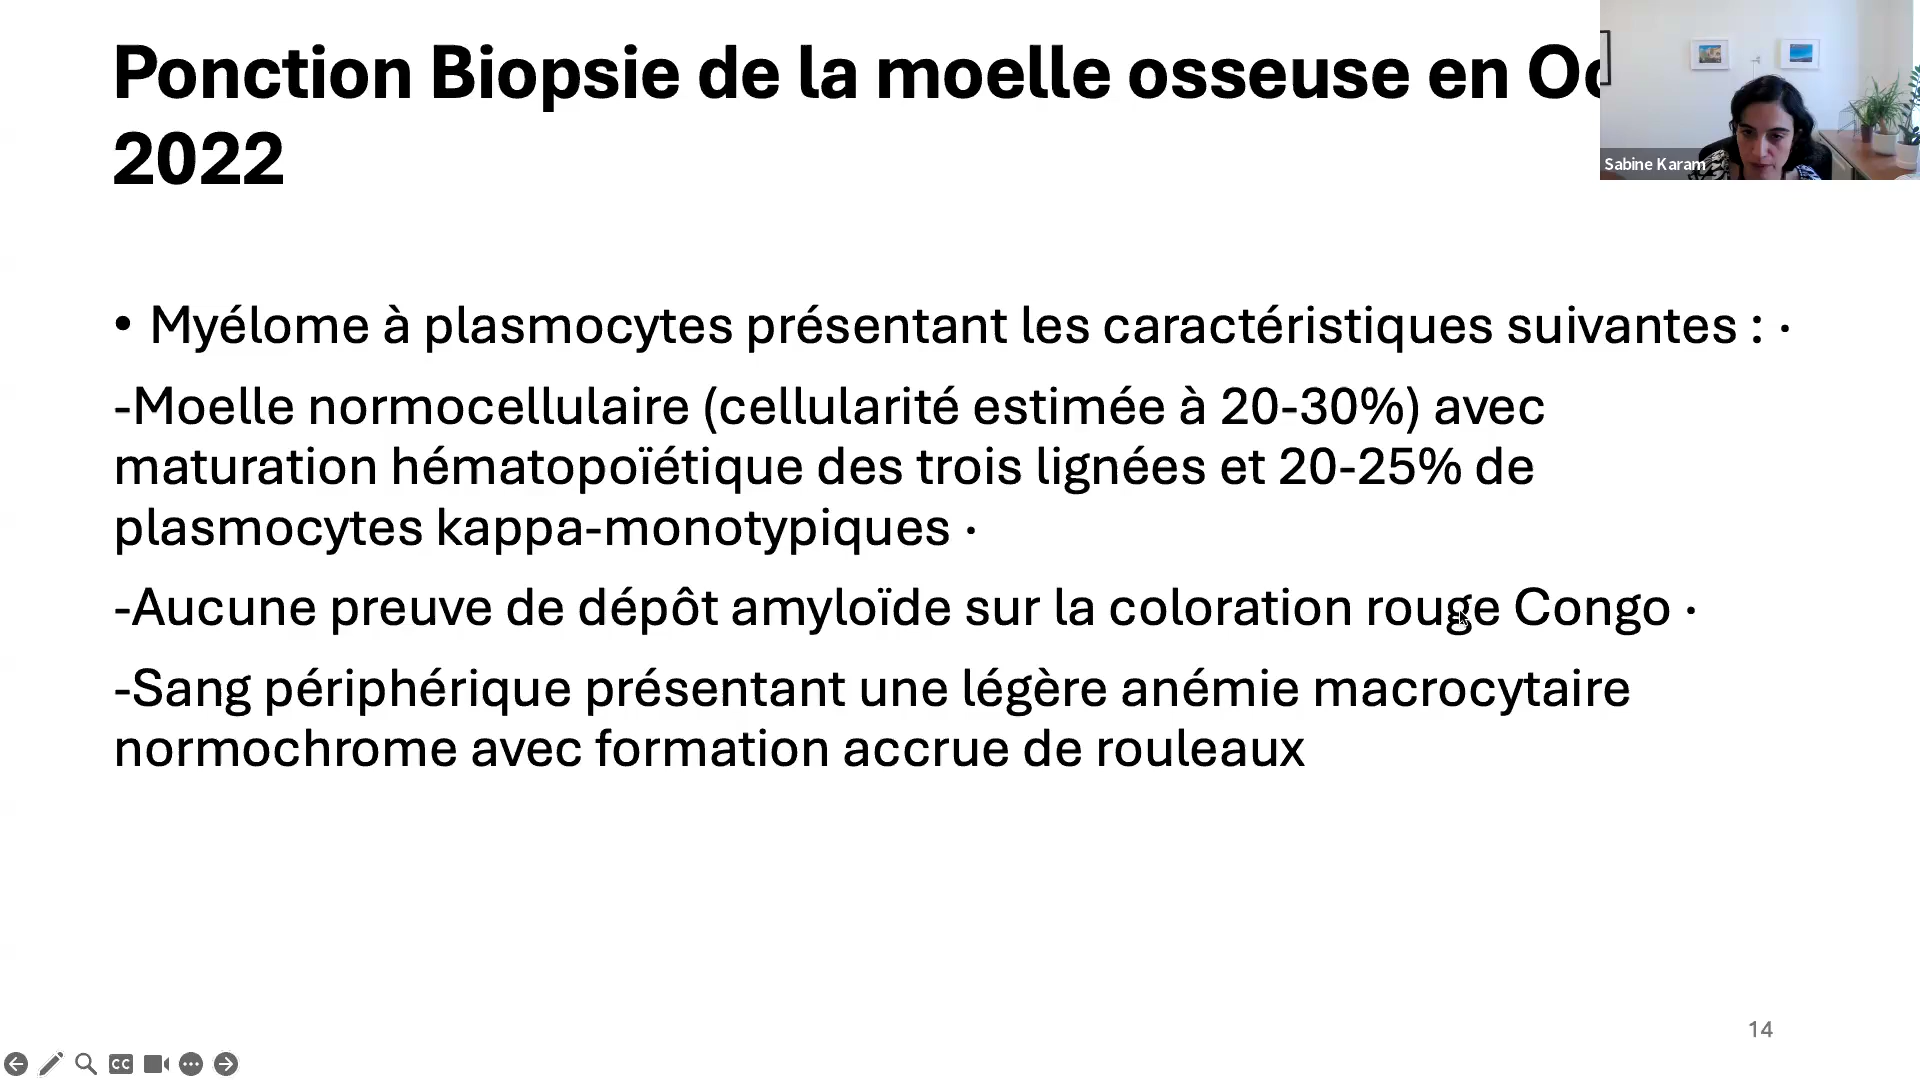 Ponction Biopsie de la moelle osseuse en
2022
Sabine Karam
• Myélome à plasmocytes présentant les caractéristiques suivantes : ·
-Moelle normocellulaire (cellularité estimée à 20-30%) avec
maturation hématopoïétique des trois lignées et 20-25% de
plasmocytes kappa-monotypiques ·
-Aucune preuve de dépôt amyloïde sur la coloration rouge Congo ·
-Sang périphérique présentant une légère anémie macrocytaire
normochrome avec formation accrue de rouleaux
14
CC